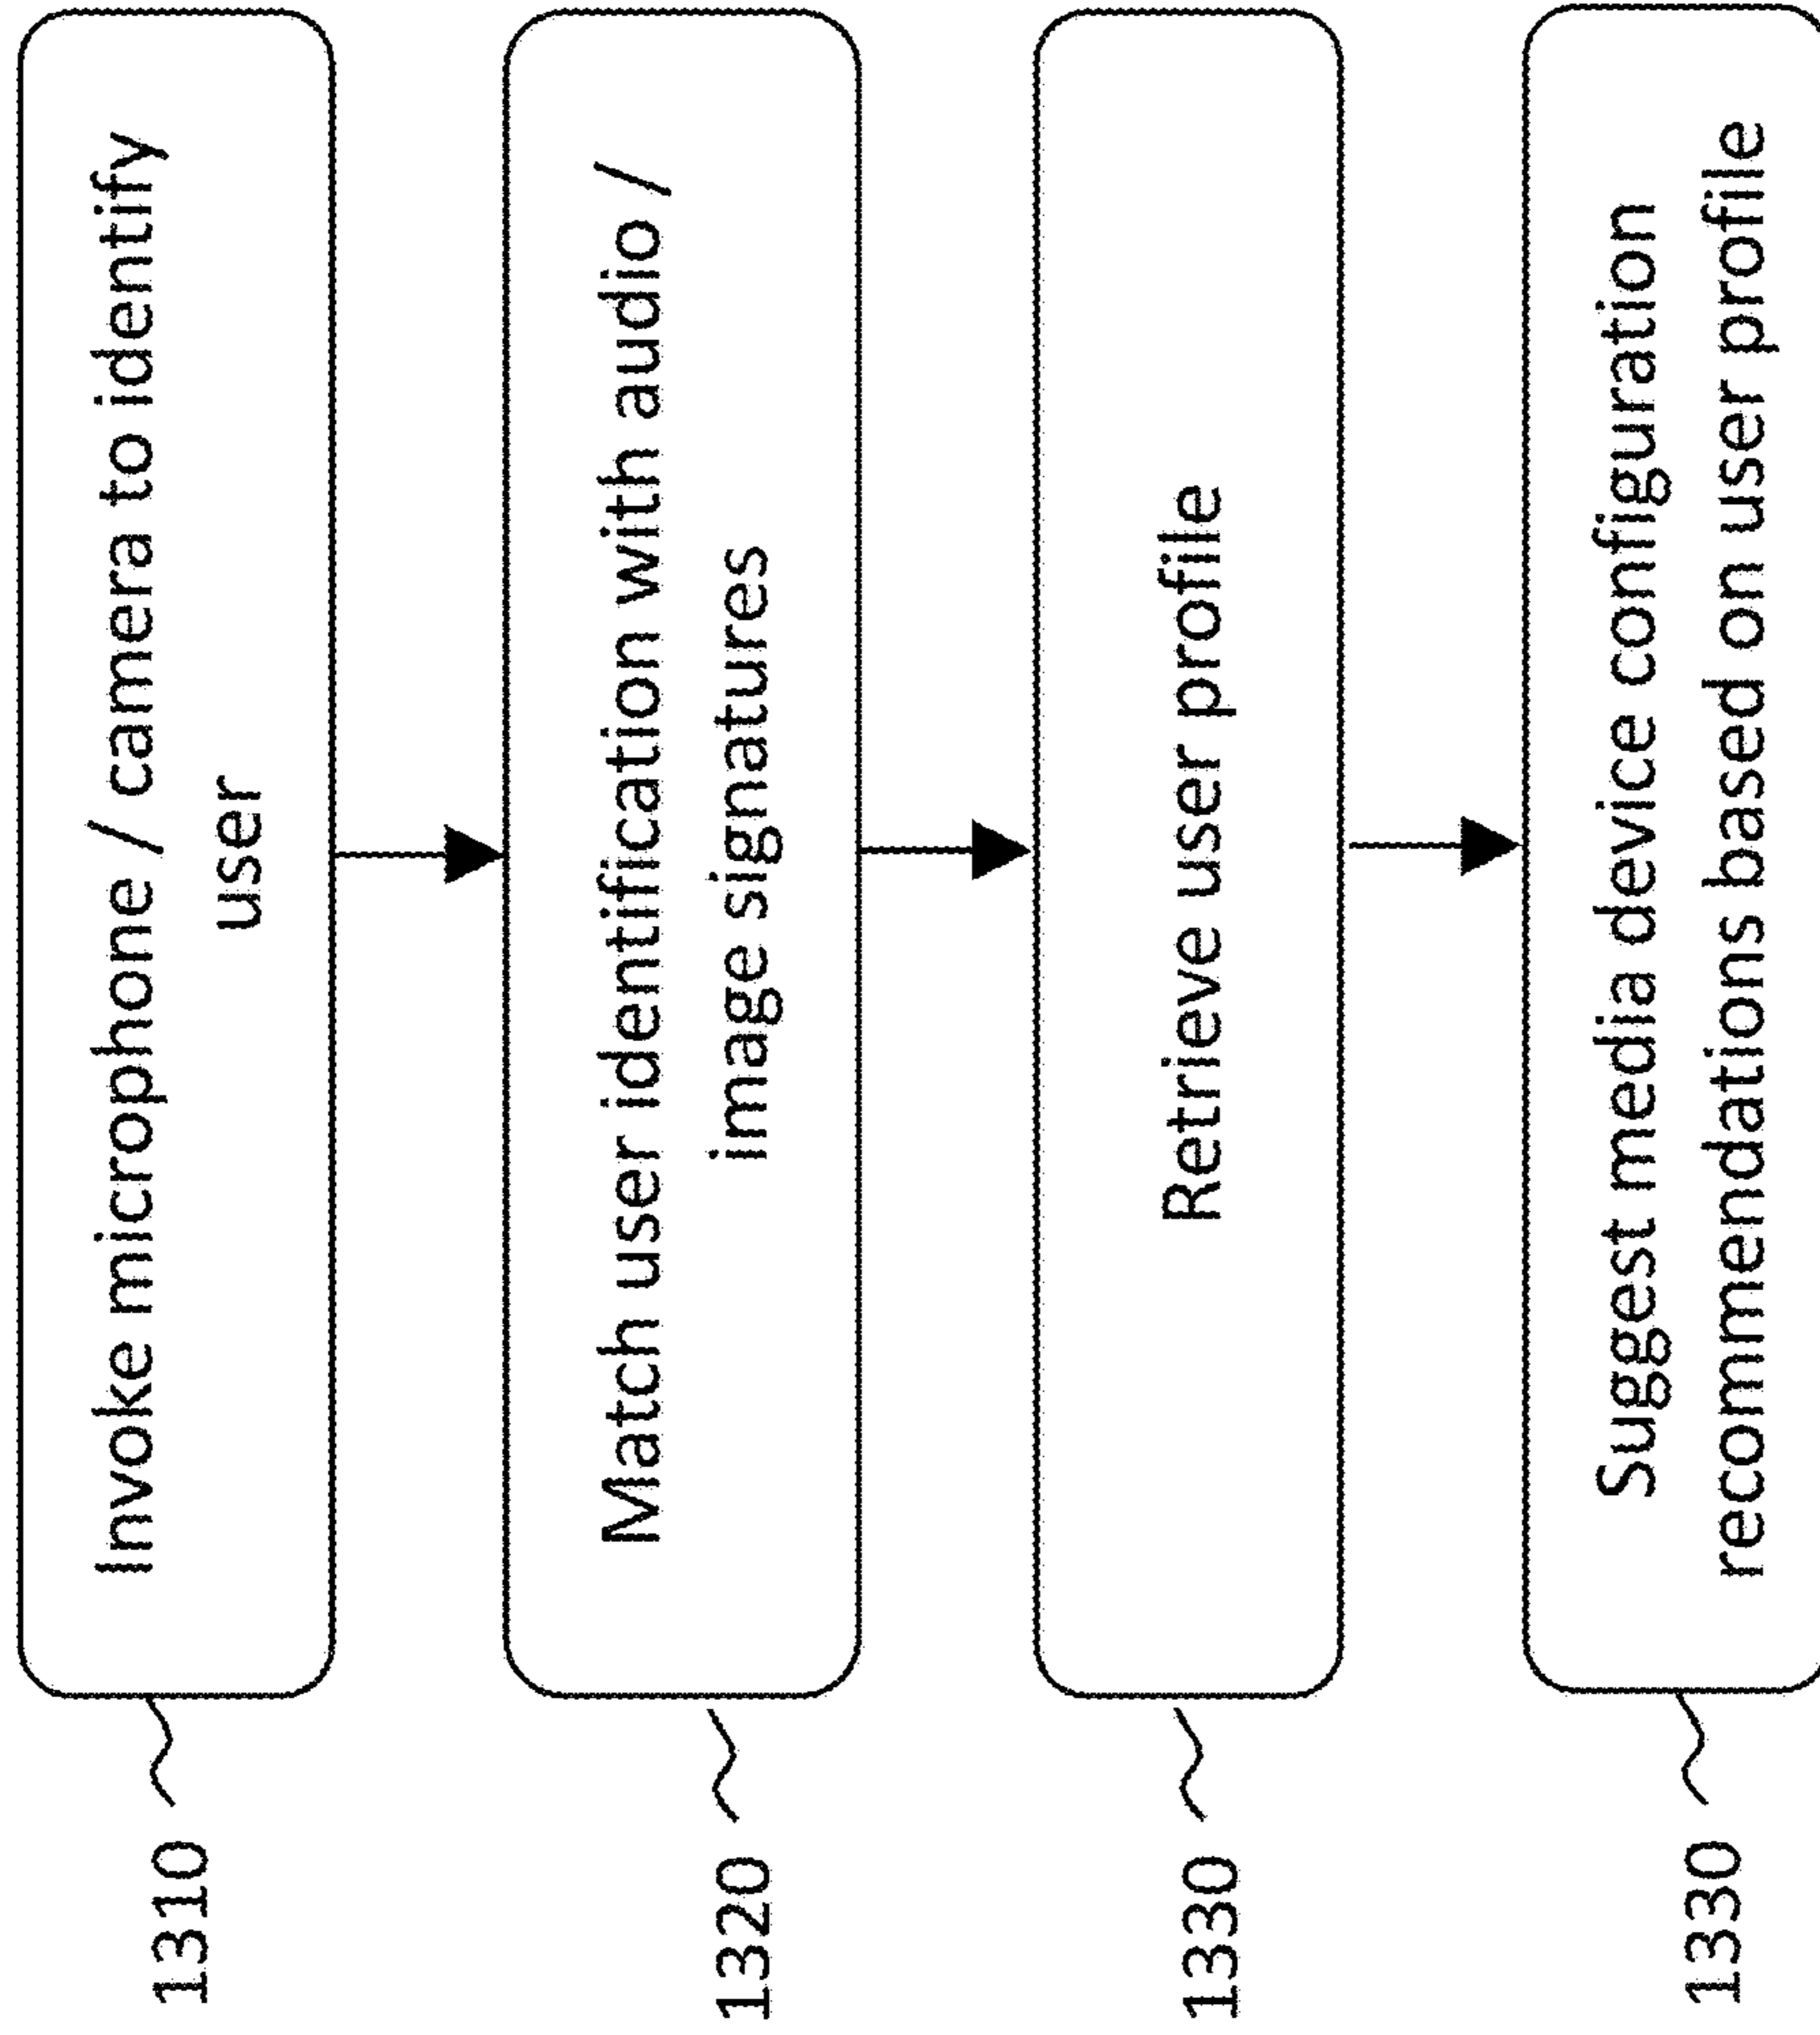 1310
Invoke microphone / camera to identify
user
1320
Match user identification with audio /
image signatures
1330
Retrieve user profile
1330
Suggest media device configuration
recommendations based on user profile